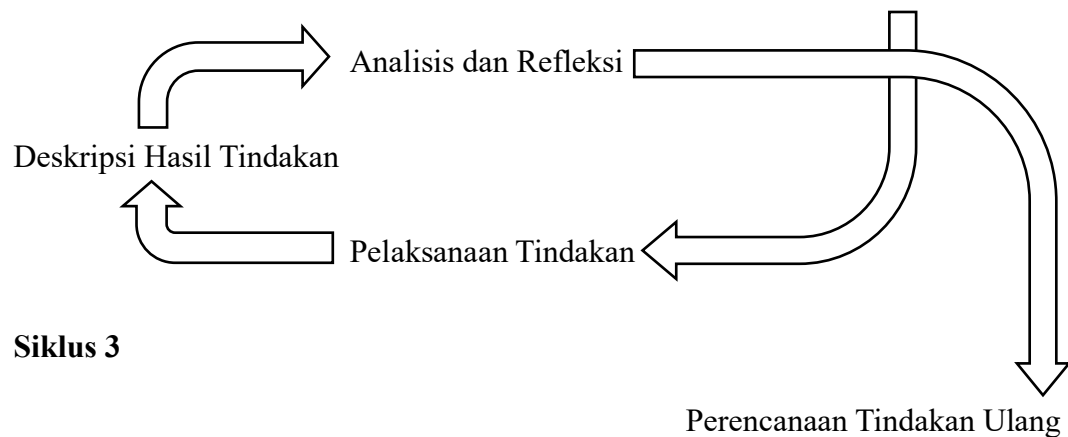 Analisis dan Refleksi
Deskripsi Hasil Tindakan
Pelaksanaan Tindakan
Siklus 3
Perencanaan Tindakan Ulang